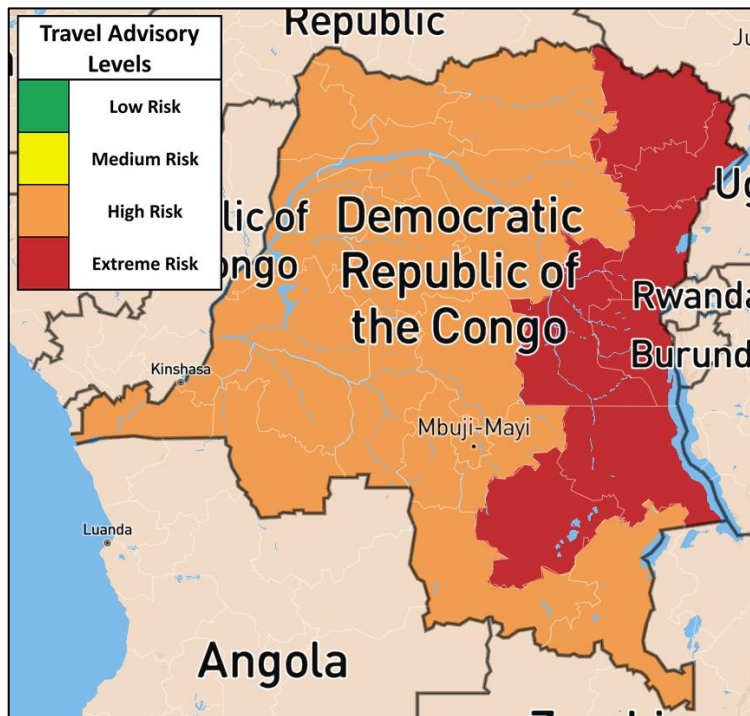 Travel Advisory
Levels
Low Risk
Medium Risk
High Risk
Extreme Risk
Republic
Ju
lic of
ongo
Democratic
Republic of
the Congo
Ug
Rwanda
Burund
Kinshasa
Mbuji-Mayi
Luanda
Angola